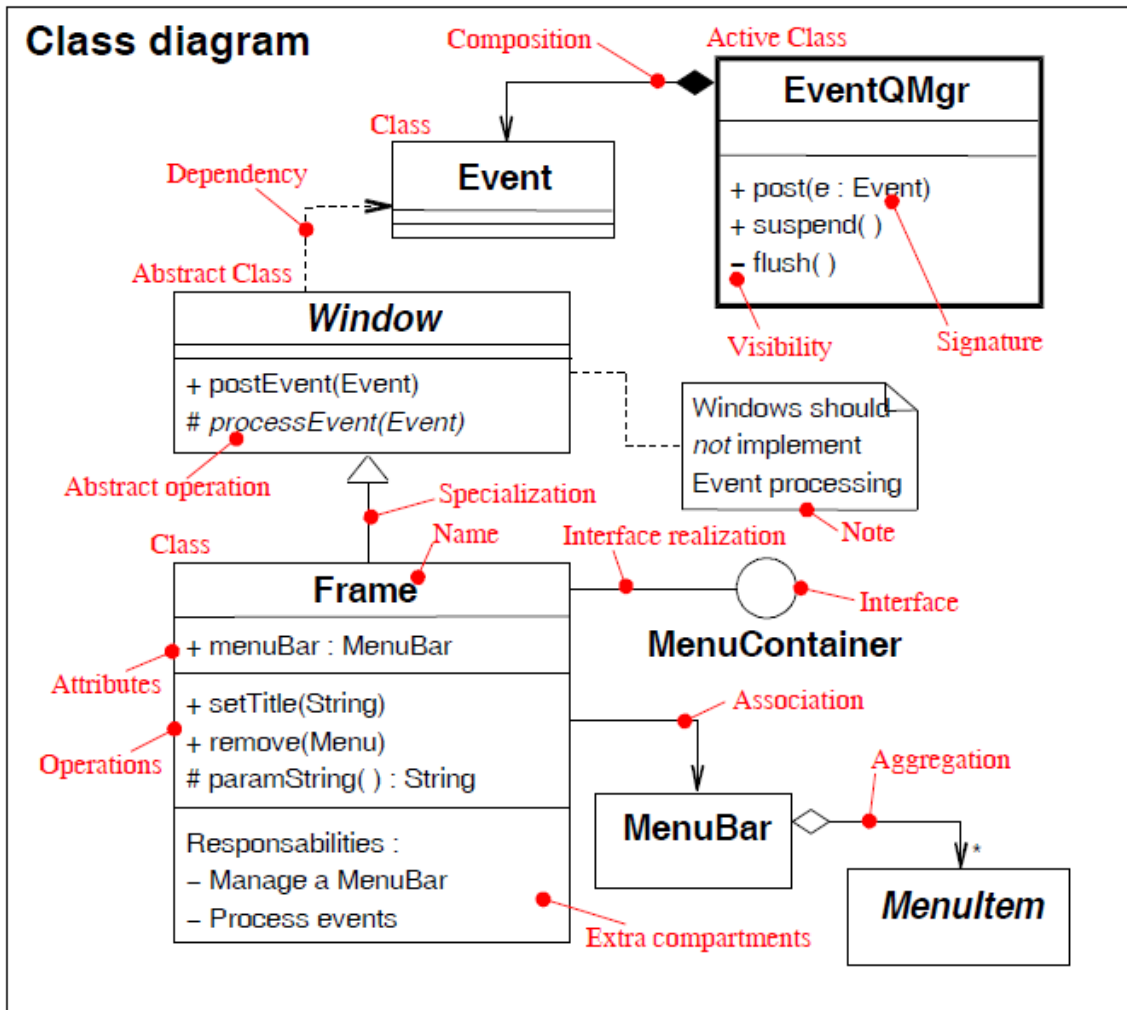 Class diagram
Composition
Active Class
EventQMgr
+ post(e : Event)
+ suspend( )
− flush( )
Visibility
Signature
Class
Event
Dependency
Abstract Class
Window
+ postEvent(Event)
# processEvent(Event)
Abstract operation
Windows should
not implement
Event processing
Note
Specialization
Class
Name
Frame
+ menuBar : MenuBar
Attributes
+ setTitle(String)
+ remove(Menu)
# paramString( ) : String
Operations
Responsabilities :
− Manage a MenuBar
− Process events
Extra compartments
Interface realization
Interface
MenuContainer
Association
MenuBar
Aggregation
*
MenuItem